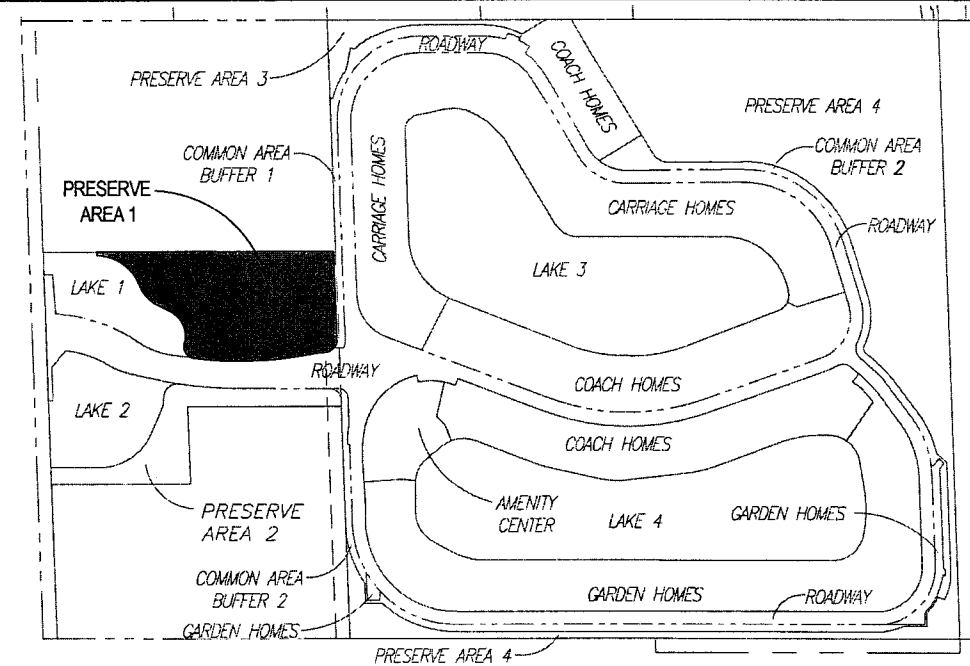 ROADWAY
COACH HOMES
PRESERVE AREA 3
PRESERVE AREA 4
COMMON AREA
BUFFER 1
COMMON AREA
BUFFER 2
PRESERVE
AREA 1
CARRIAGE HOMES
CARRIAGE HOMES
ROADWAY
LAKE 1
LAKE 3
ROADWAY
COACH HOMES
LAKE 2
COACH HOMES
PRESERVE
AREA 2
AMENITY
CENTER
LAKE 4
GARDEN HOMES
COMMON AREA
BUFFER 2
GARDEN HOMES
ROADWAY
GARDEN HOMES
PRESERVE AREA 4